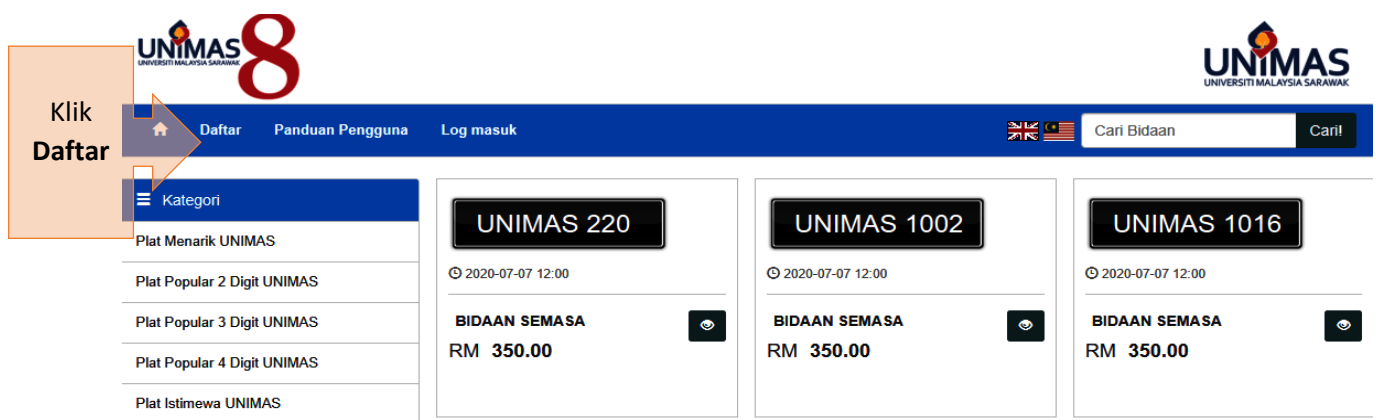 UNIMAS 8
UNIVERSITI MALAYSIA SARAWAK
UNIMAS
UNIVERSITI MALAYSIA SARAWAK
Klik
Daftar
Daftar Panduan Pengguna Log masuk Cari Bidaan Cari!
Kategori
Plat Menarik UNIMAS
Plat Popular 2 Digit UNIMAS
Plat Popular 3 Digit UNIMAS
Plat Popular 4 Digit UNIMAS
Plat Istimewa UNIMAS
UNIMAS 220
2020-07-07 12:00
BIDAAN SEMASA
RM 350.00
UNIMAS 1002
2020-07-07 12:00
BIDAAN SEMASA
RM 350.00
UNIMAS 1016
2020-07-07 12:00
BIDAAN SEMASA
RM 350.00